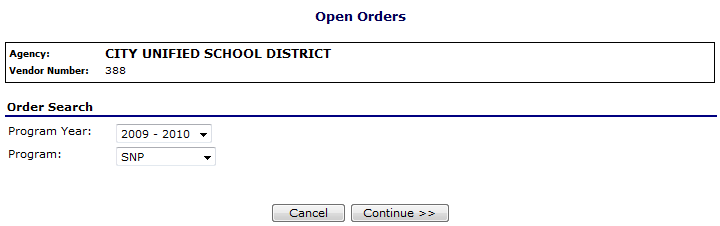 Open Orders
Agency: CITY UNIFIED SCHOOL DISTRICT
Vendor Number: 388
Order Search
Program Year: 2009 - 2010
Program: SNP
Cancel Continue >>